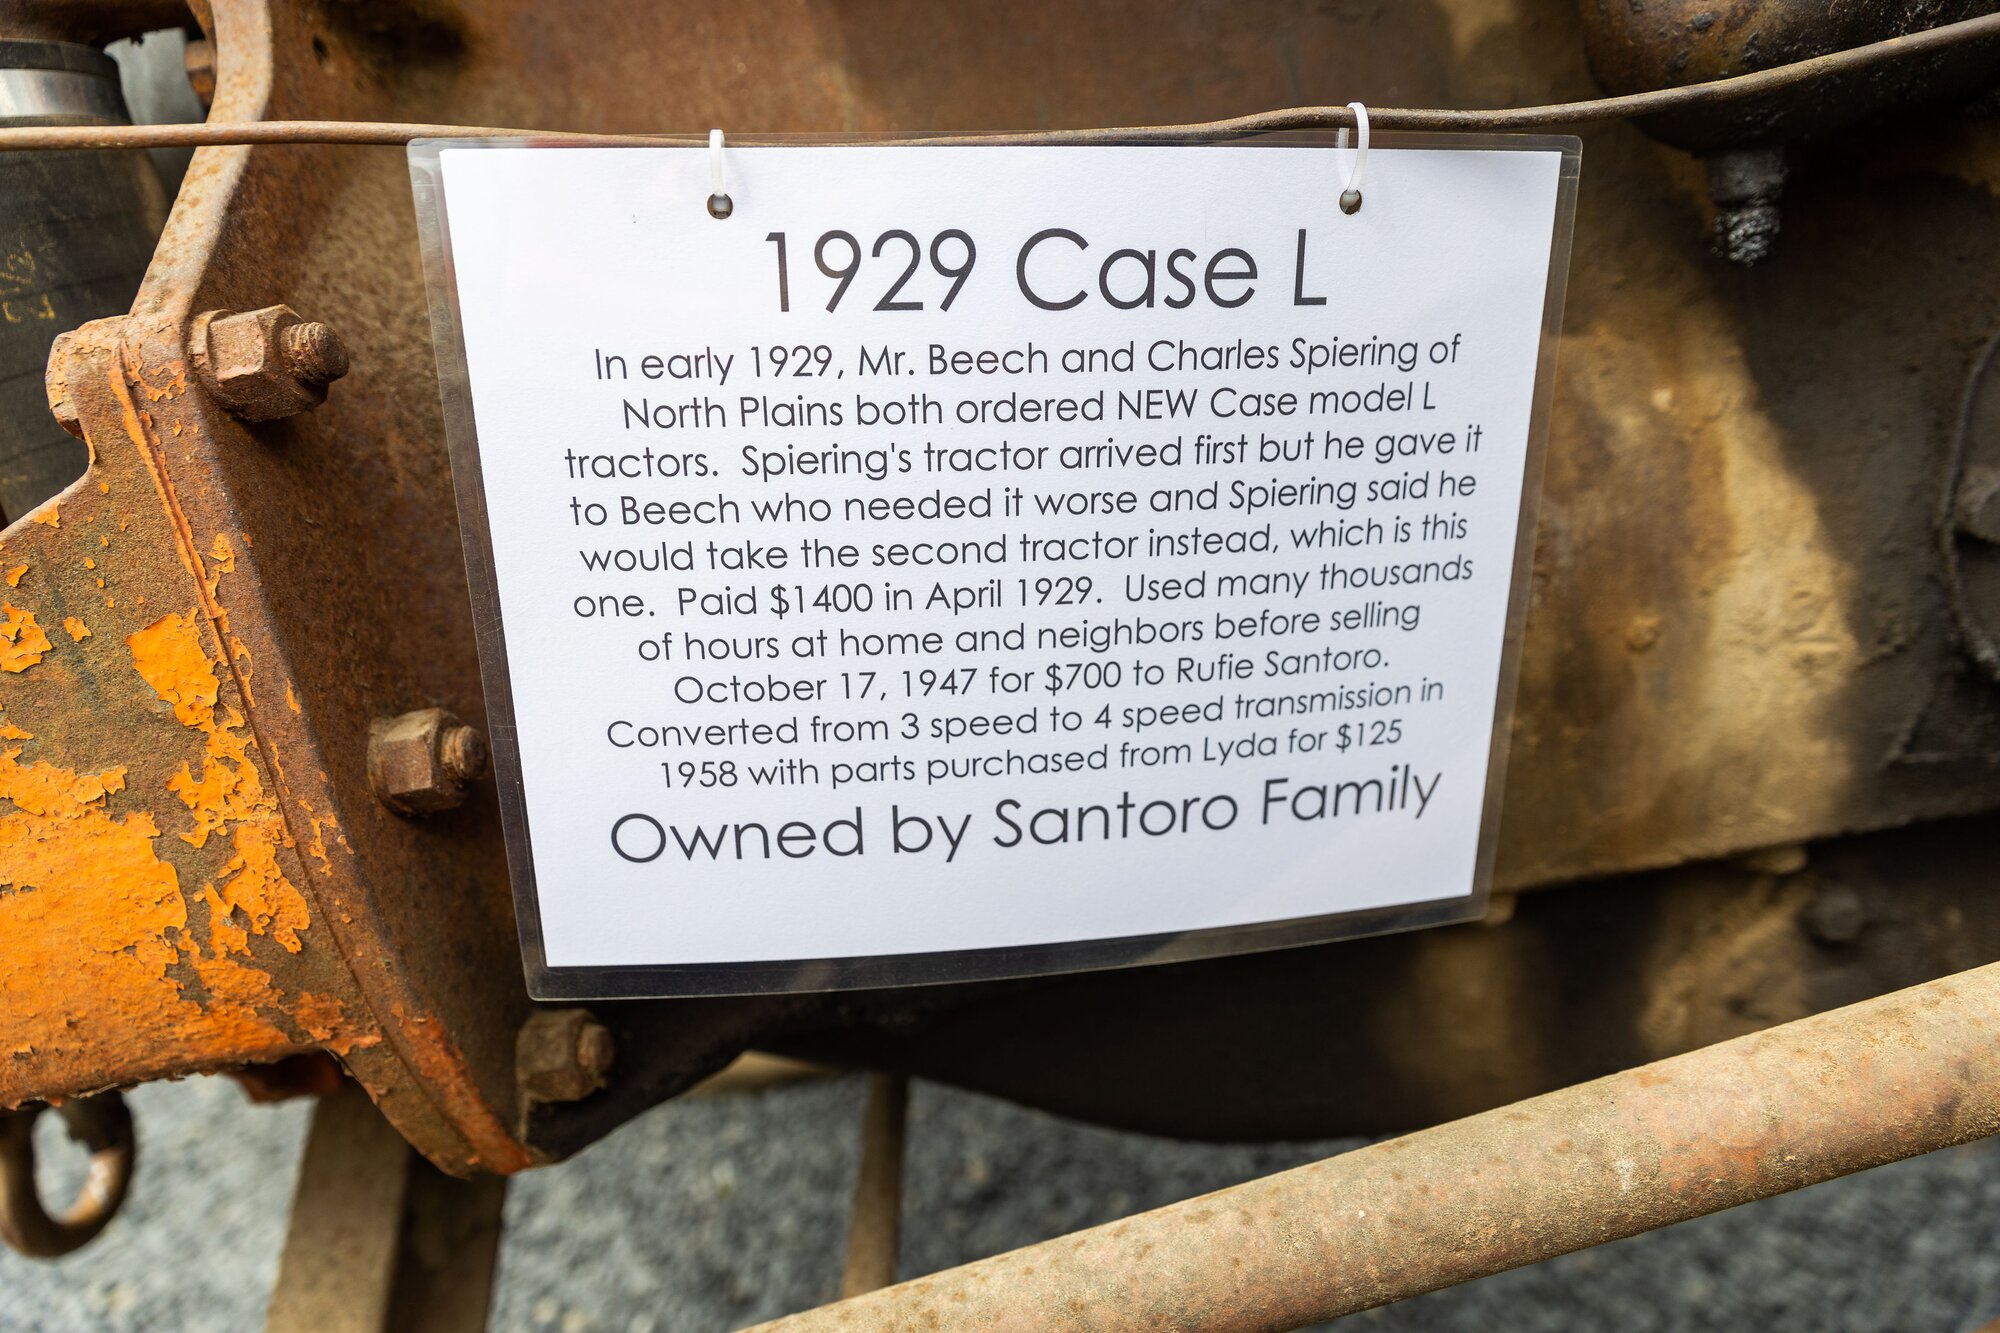 1929 Case L
In early 1929, Mr. Beech and Charles Spiering of
North Plains both ordered NEW Case model L
tractors.  Spiering's tractor arrived first but he gave it
to Beech who needed it worse and Spiering said he
would take the second tractor instead, which is this
one.  Paid $1400 in April 1929.  Used many thousands
of hours at home and neighbors before selling
October 17, 1947 for $700 to Rufie Santoro.
Converted from 3 speed to 4 speed transmission in
1958 with parts purchased from Lyda for $125
Owned by Santoro Family